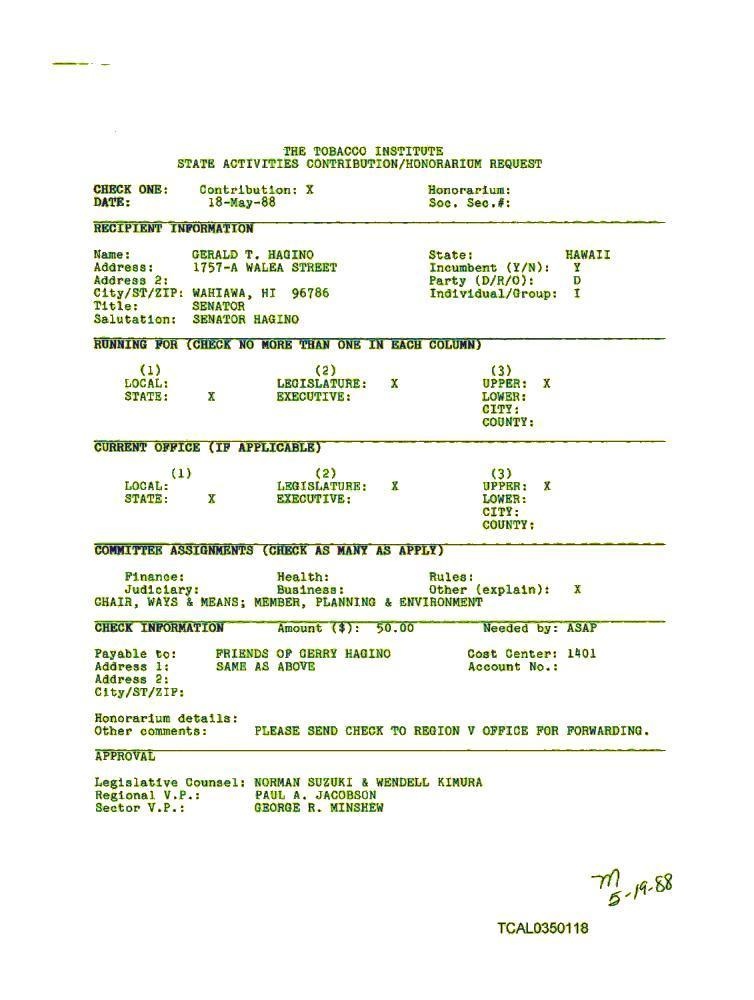 THE TOBACCO INSTITUTE
STATE ACTIVITIES CONTRIBUTION/HONORARIUM REQUEST
CHECK ONE: Contribution: X Honorarium:
DATE: 18-May-88 Soc. Sec.#:
RECIPIENT INFORMATION
Name: GERALD T. HAGINO State: HAWAII
Address: 1757-A WALEA STREET Incumbent (Y/N): Y
Address 2: Party (D/R/O): D
City/ST/ZIP: WAHIAWA, HI 96786 Individual/Group: I
Title: SENATOR
Salutation: SENATOR HAGINO
RUNNING FOR (CHECK NO MORE THAN ONE IN EACH COLUMN)
(1) (2) (3)
LOCAL: LEGISLATURE: X UPPER: X
STATE: X EXECUTIVE: LOWER:
CITY:
COUNTY:
CURRENT OFFICE (IF APPLICABLE)
(1) (2) (3)
LOCAL: LEGISLATURE: X UPPER: X
STATE: X EXECUTIVE: LOWER:
CITY:
COUNTY:
COMMITTEE ASSIGNMENTS (CHECK AS MANY AS APPLY)
Finance: Health: Rules:
Judiciary: Business: Other (explain): X
CHAIR, WAYS & MEANS; MEMBER, PLANNING & ENVIRONMENT
CHECK INFORMATION Amount ($): 50.00 Needed by: ASAP
Payable to: FRIENDS OF GERRY HAGINO Cost Center: 1401
Address 1: SAME AS ABOVE Account No.:
Address 2:
City/ST/ZIP:
Honorarium details:
Other comments: PLEASE SEND CHECK TO REGION V OFFICE FOR FORWARDING.
APPROVAL
Legislative Counsel: NORMAN SUZUKI & WENDELL KIMURA
Regional V.P.: PAUL A. JACOBSON
Sector V.P.: GEORGE R. MINSHEW
m
5-19-88
TCAL0350118